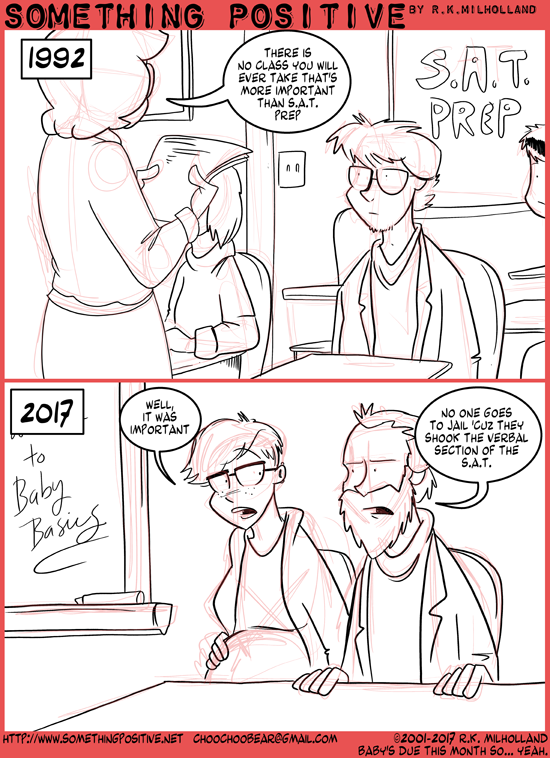 SOMETHING POSITIVE BY R.K.MILHOLLAND
1992
THERE IS
NO CLASS YOU WILL
EVER TAKE THAT'S
MORE IMPORTANT
THAN S.A.T.
PREP
S.A.T.
PREP
2017
WELL,
IT WAS
IMPORTANT
NO ONE GOES
TO JAIL 'CUZ THEY
SHOOK THE VERBAL
SECTION OF THE
S.A.T.
to
Baby
Basics
HTTP://WWW.SOMETHINGPOSITIVE.NET CHOOCHOOBEAR@GMAIL.COM
©2001-2017 R.K. MILHOLLAND
BABY'S DUE THIS MONTH SO... YEAH.